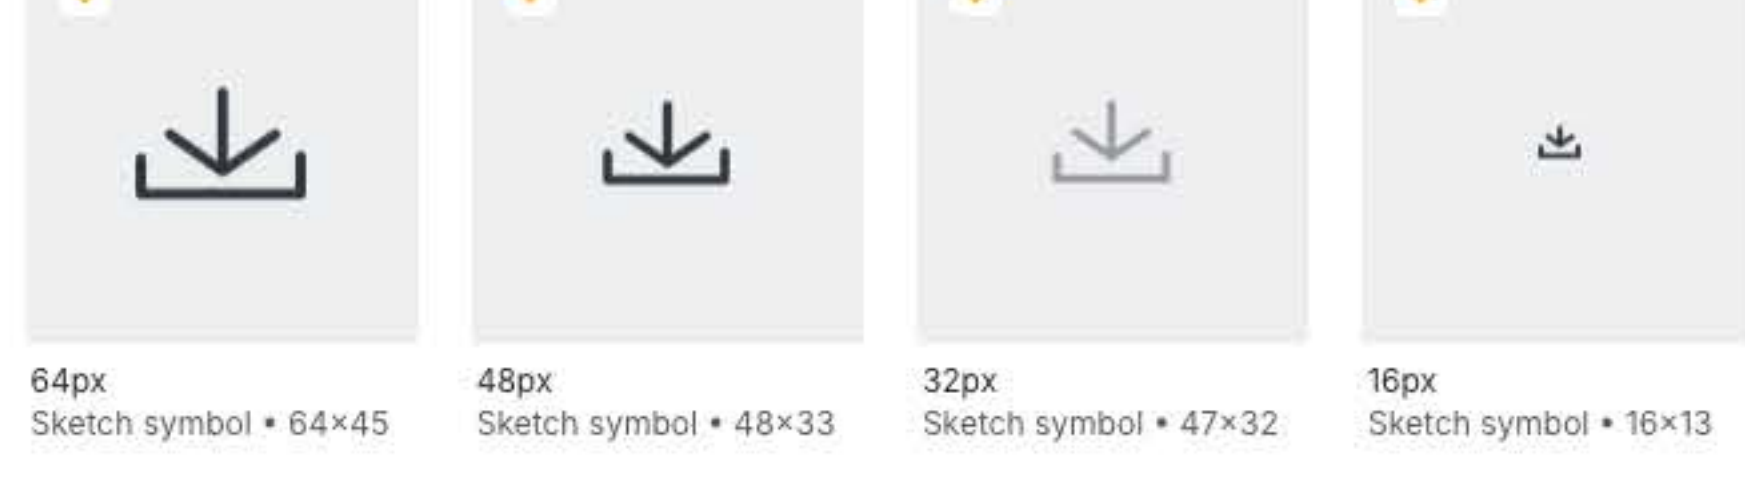 64px
Sketch symbol • 64×45
48px
Sketch symbol • 48×33
32px
Sketch symbol • 47×32
16px
Sketch symbol • 16×13